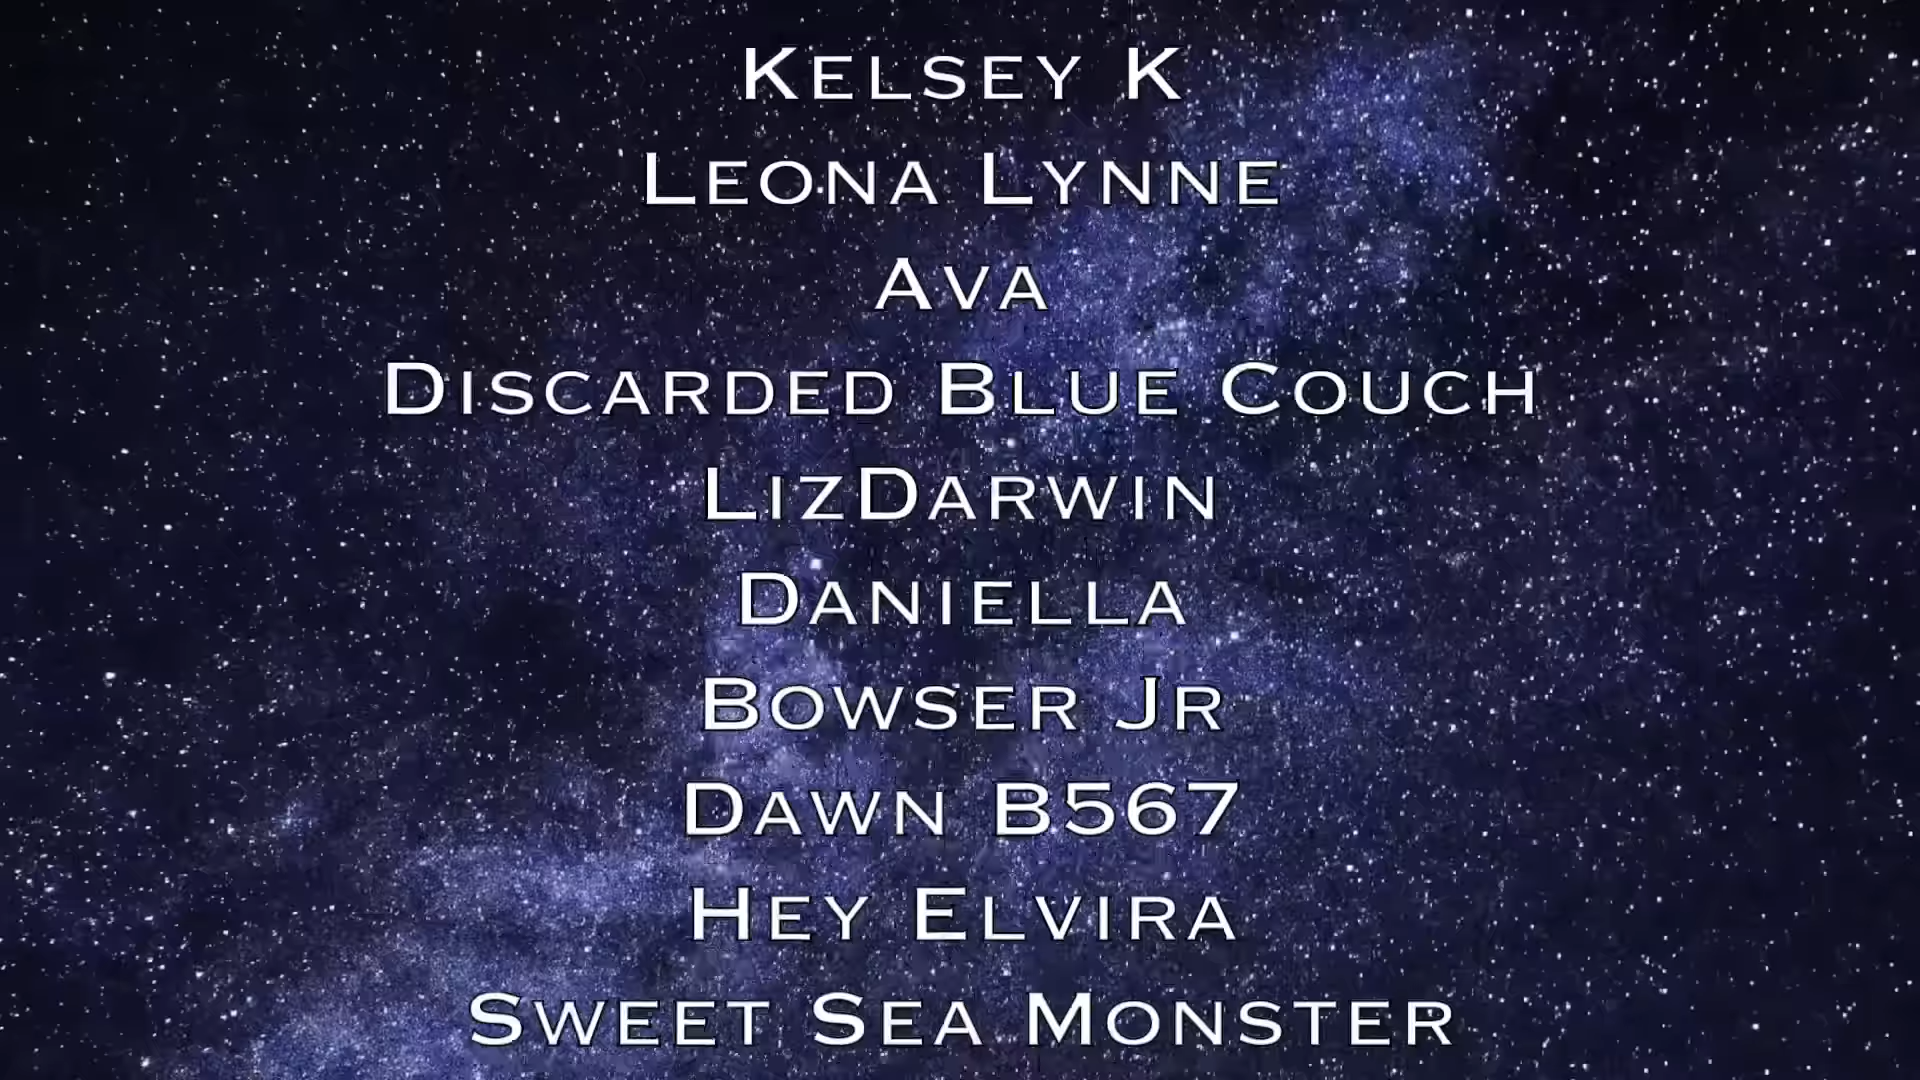 Kelsey K
Leona Lynne
Ava
Discarded Blue Couch
LizDarwin
Daniella
Bowser Jr
Dawn B567
Hey Elvira
Sweet Sea Monster